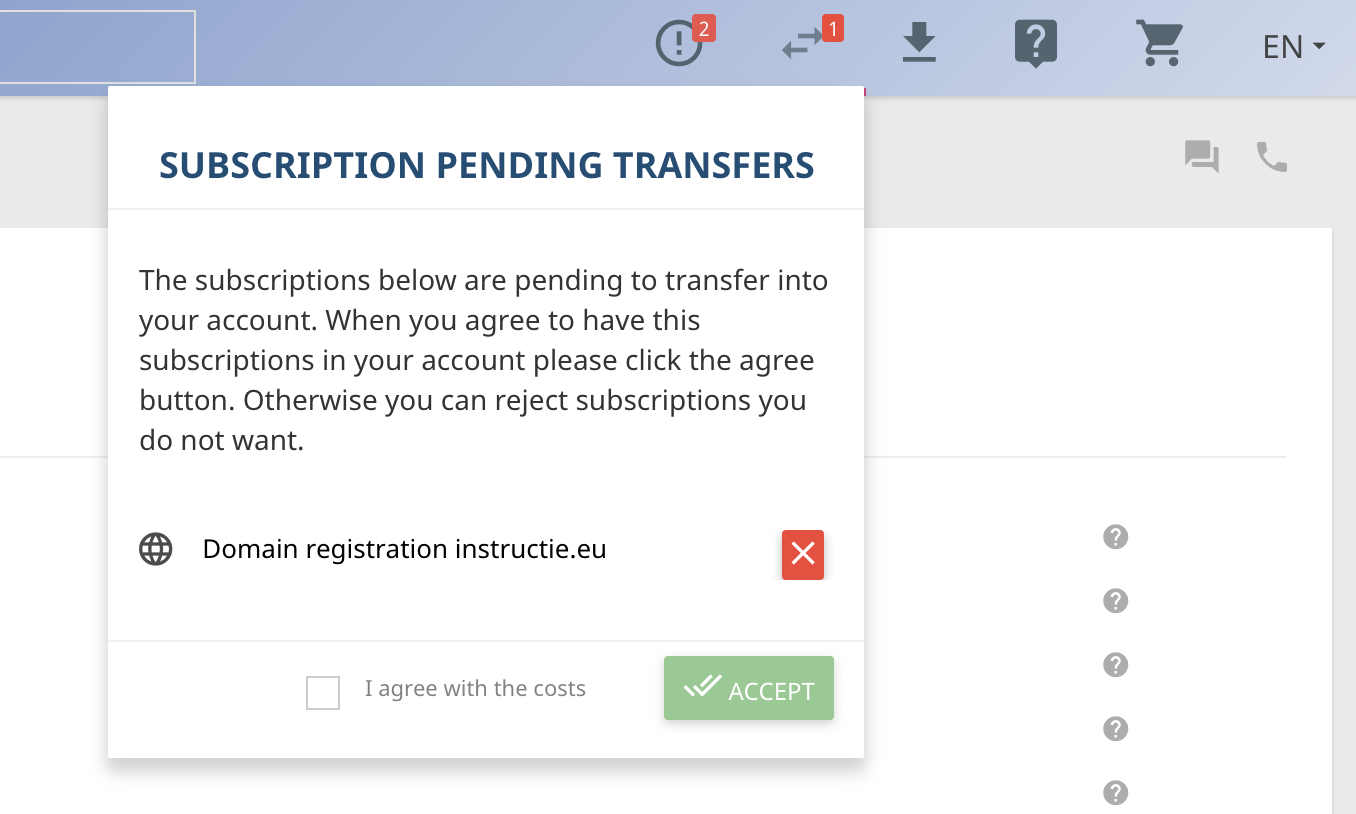 2
1
EN
SUBSCRIPTION PENDING TRANSFERS
The subscriptions below are pending to transfer into
your account. When you agree to have this
subscriptions in your account please click the agree
button. Otherwise you can reject subscriptions you
do not want.
Domain registration instructie.eu
I agree with the costs
ACCEPT